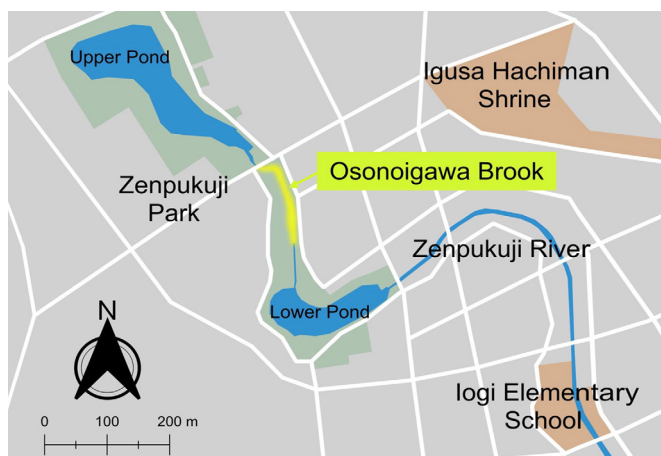 Upper Pond
Igusa Hachiman
Shrine
Osonoigawa Brook
Zenpukuji
Park
Zenpukuji River
Lower Pond
N
Iogi Elementary
School
0 100 200 m